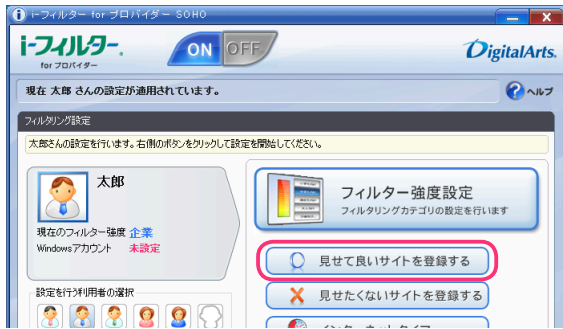 i-フィルター for プロバイダー SOHO
i-フィルター.
for プロバイダー
ON OFF
DigitalArts.
現在 太郎 さんの設定が適用されています。
ヘルプ
フィルタリング設定
太郎さんの設定を行います。右側のボタンをクリックして設定を開始してください。
太郎
現在のフィルター強度 企業
Windowsアカウント 未設定
フィルター強度設定
フィルタリングカテゴリの設定を行います
見せて良いサイトを登録する
設定を行う利用者の選択
見せたくないサイトを登録する